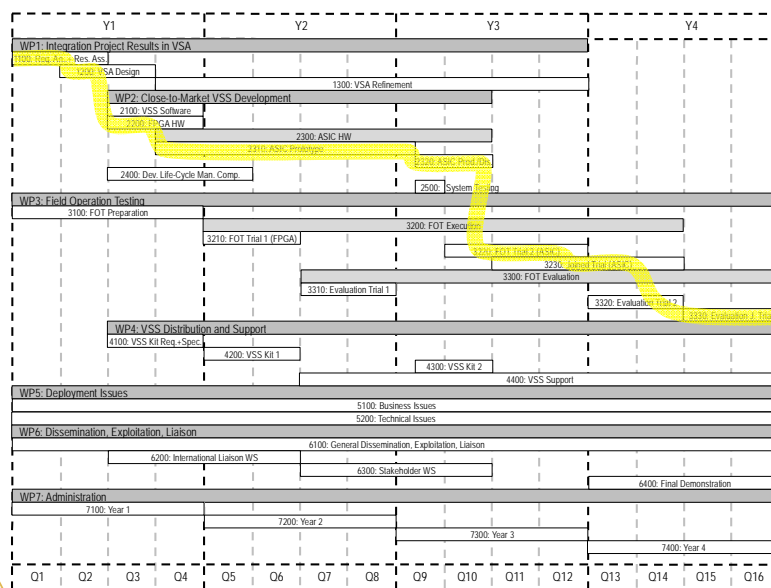 Y1 Y2 Y3 Y4
WP1: Integration Project Results in VSA
1100: Req. An. + Res. Ass.
1200: VSA Design
1300: VSA Refinement
WP2: Close-to-Market VSS Development
2100: VSS Software
2200: FPGA HW
2300: ASIC HW
2310: ASIC Prototype
2320: ASIC Prod./Dis.
2400: Dev. Life-Cycle Man. Comp.
2500: System Testing
WP3: Field Operation Testing
3100: FOT Preparation
3200: FOT Execution
3210: FOT Trial 1 (FPGA)
3220: FOT Trial 2 (ASIC)
3230: Joined Trial (ASIC)
3300: FOT Evaluation
3310: Evaluation Trial 1
3320: Evaluation Trial 2
3330: Evaluation J. Trial
WP4: VSS Distribution and Support
4100: VSS Kit Req.+Spec.
4200: VSS Kit 1
4300: VSS Kit 2
4400: VSS Support
WP5: Deployment Issues
5100: Business Issues
5200: Technical Issues
WP6: Dissemination, Exploitation, Liaison
6100: General Dissemination, Exploitation, Liaison
6200: International Liaison WS
6300: Stakeholder WS
6400: Final Demonstration
WP7: Administration
7100: Year 1
7200: Year 2
7300: Year 3
7400: Year 4
Q1 Q2 Q3 Q4 Q5 Q6 Q7 Q8 Q9 Q10 Q11 Q12 Q13 Q14 Q15 Q16